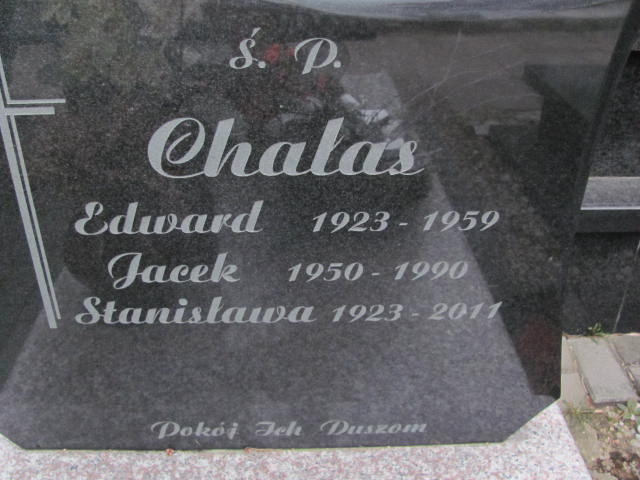 Ś. P.
Chałas
Edward 1923 - 1959
Jacek 1950 - 1990
Stanisława 1923 - 2011
Pokój Ich Duszom